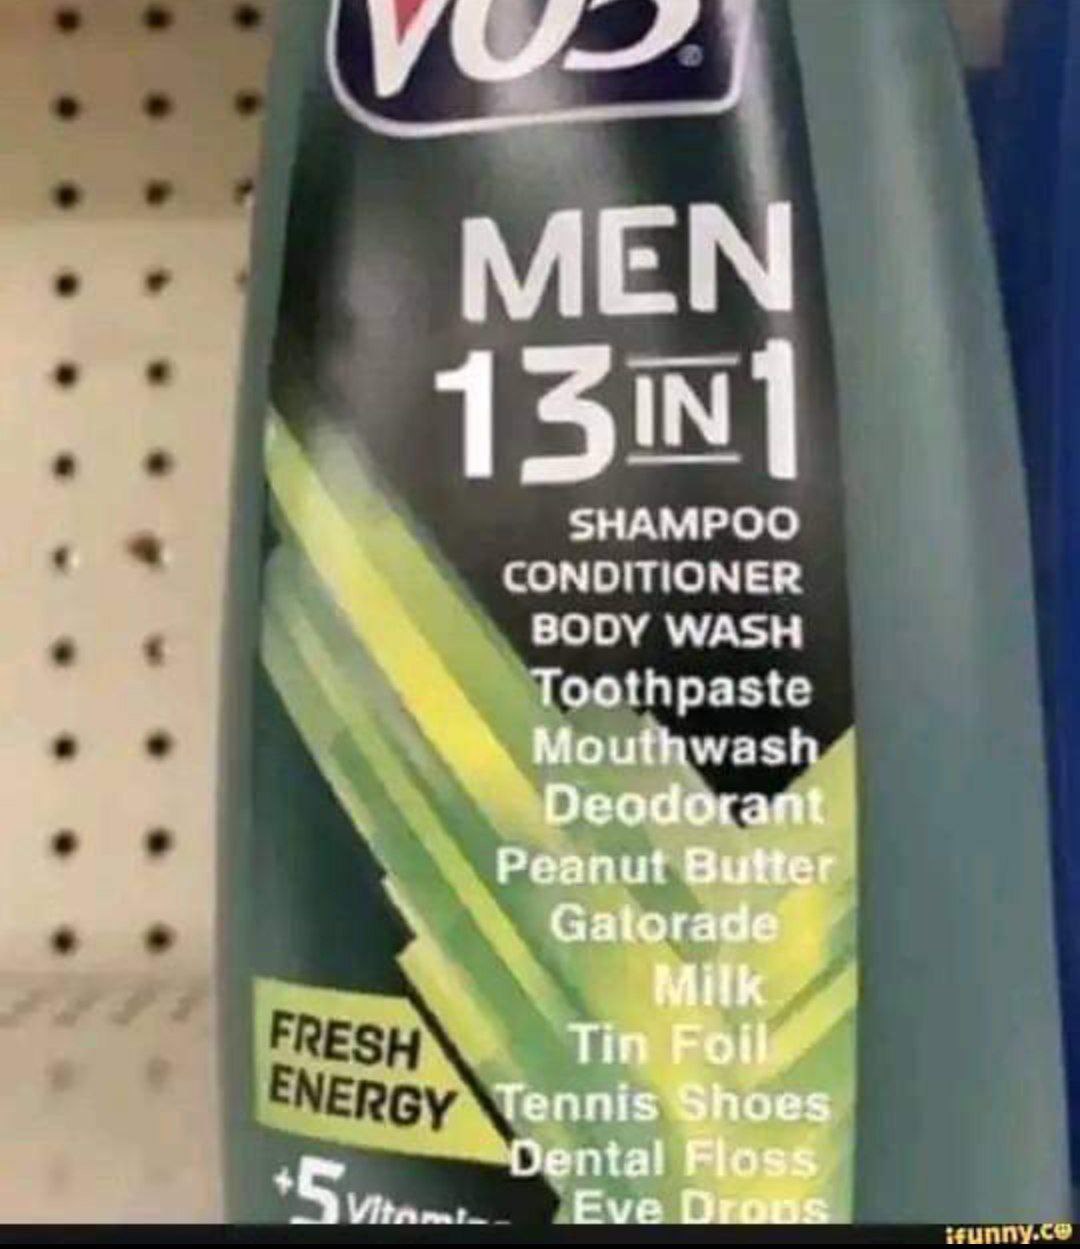 VO5®
MEN
13 IN 1
SHAMPOO
CONDITIONER
BODY WASH
Toothpaste
Mouthwash
Deodorant
Peanut Butter
Gatorade
Milk
Tin Foil
Tennis Shoes
Dental Floss
Eye Drops
FRESH
ENERGY
+5
ifunny.co